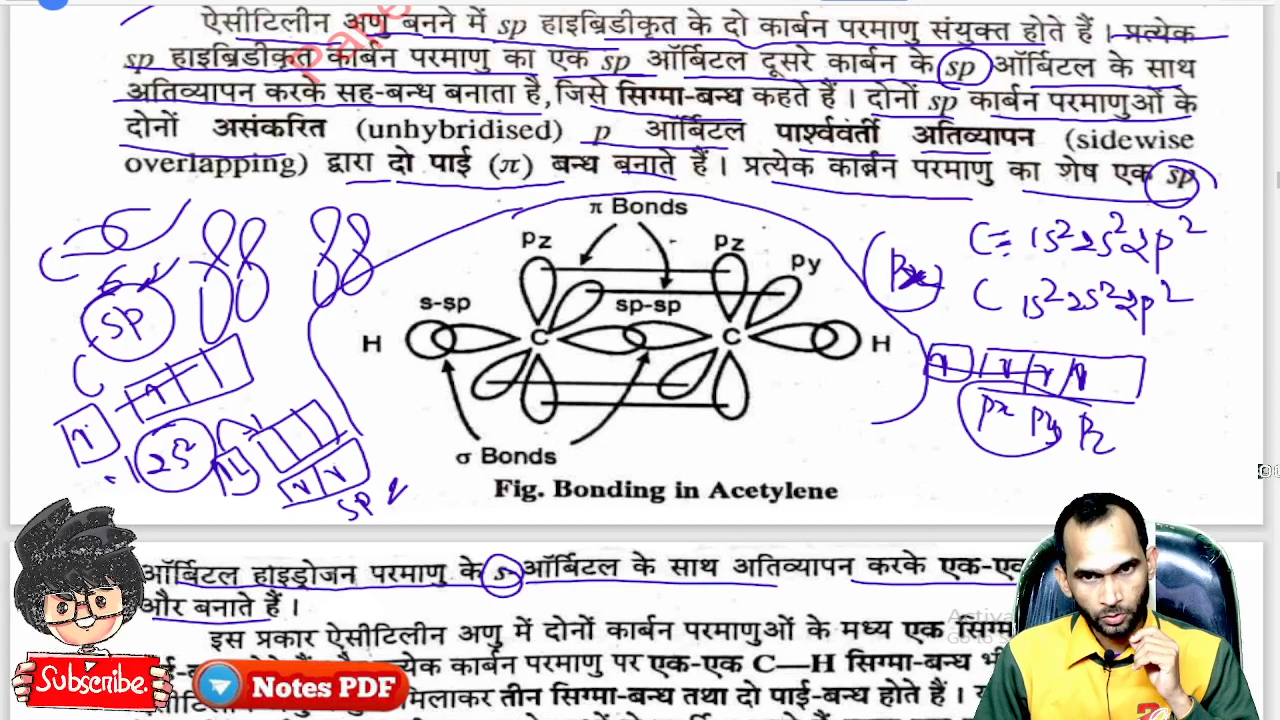 ऐसीटिलीन अणु बनने में sp हाइब्रिडीकृत के दो कार्बन परमाणु संयुक्त होते हैं । प्रत्येक
sp हाइब्रिडीकृत कार्बन परमाणु का एक sp ऑर्बिटल दूसरे कार्बन के sp ऑर्बिटल के साथ
अतिव्यापन करके सह-बन्ध बनाता है, जिसे सिग्मा-बन्ध कहते हैं । दोनों sp कार्बन परमाणुओं के
दोनों असंकरित (unhybridised) p ऑर्बिटल पार्श्ववर्ती अतिव्यापन (sidewise
overlapping) द्वारा दो पाई (π) बन्ध बनाते हैं । प्रत्येक कार्बन परमाणु का शेष एक sp
π Bonds
pz pz
py
s-sp sp-sp
H C C H
σ Bonds
Fig. Bonding in Acetylene
C
sp
C
2s²
sp
C = 1s² 2s² 2p²
C 1s² 2s² 2p²
px py pz
ऑर्बिटल हाइड्रोजन परमाणु के s ऑर्बिटल के साथ अतिव्यापन करके
और बनाते हैं ।
इस प्रकार ऐसीटिलीन अणु में दोनों कार्बन परमाणुओं के मध्य एक
कार्बन परमाणु पर एक-एक C—H सिग्मा-बन्ध
मिलाकर तीन सिग्मा-बन्ध तथा दो पाई-बन्ध होते हैं ।
Subscribe.
Notes PDF